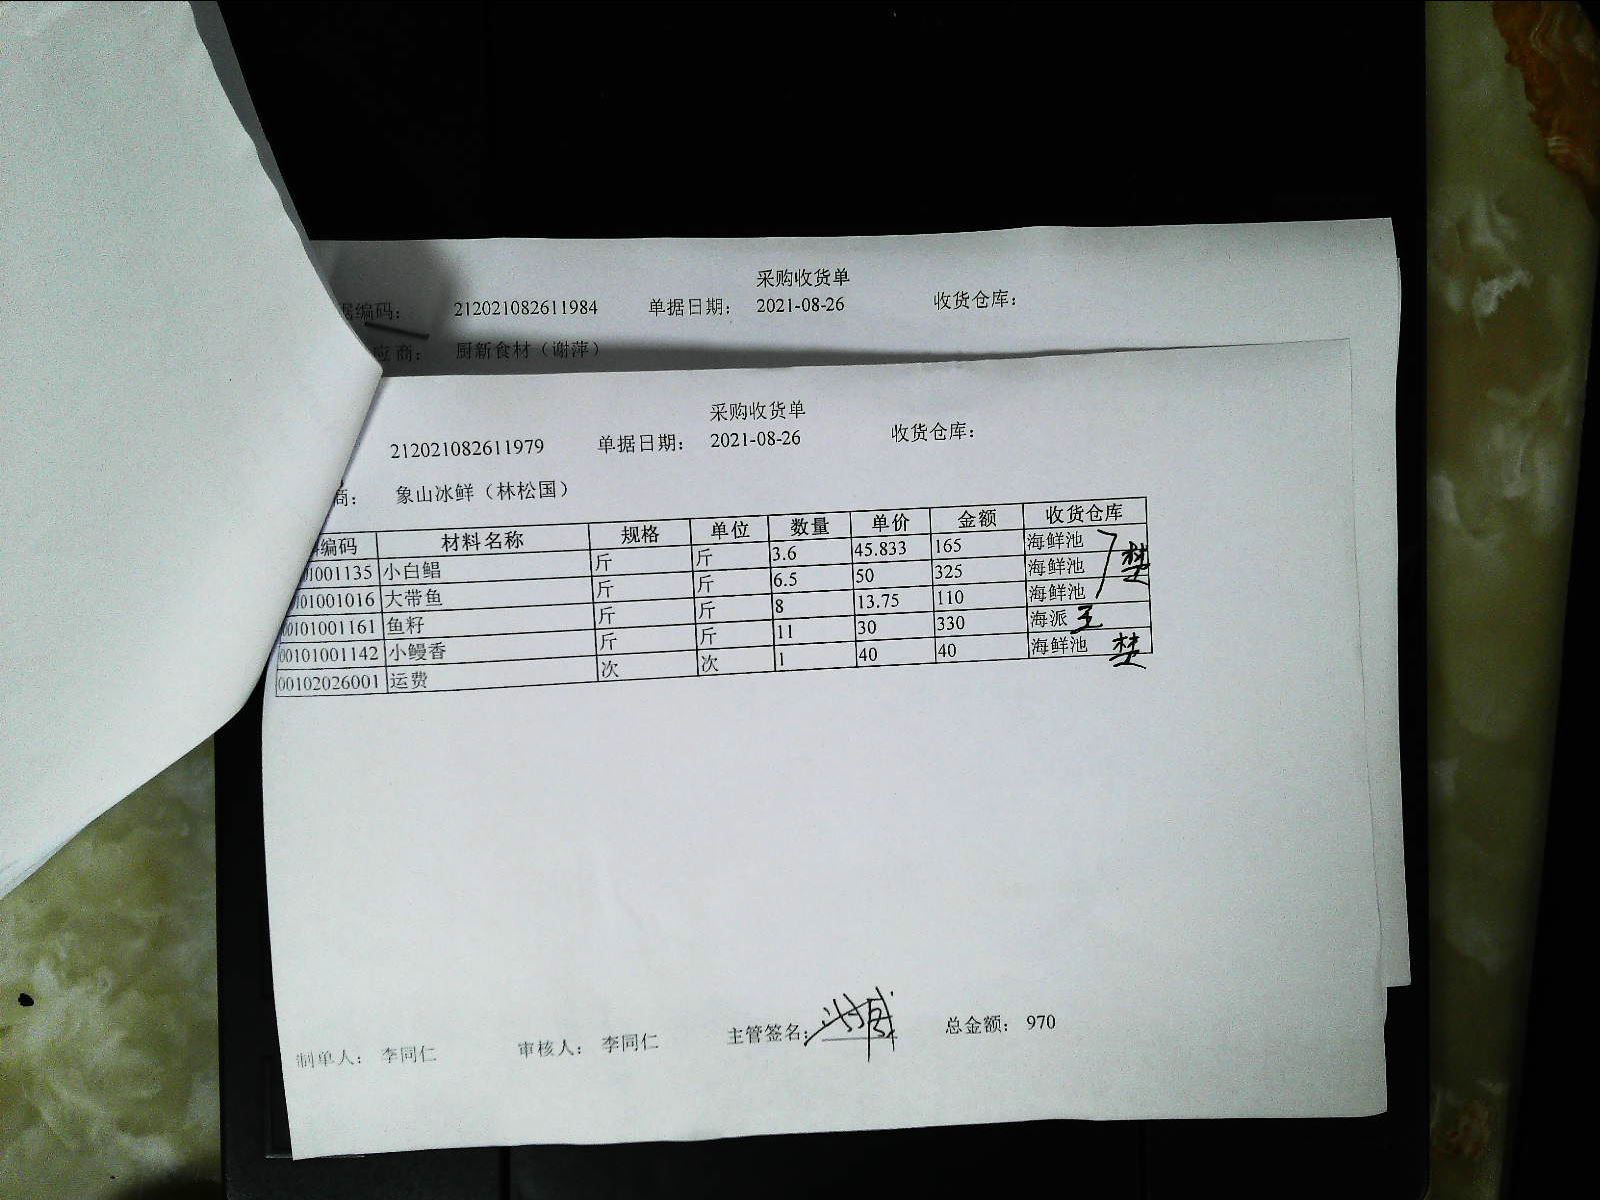 采购收货单
据编码： 212021082611984 单据日期： 2021-08-26 收货仓库：
应商： 厨新食材（谢萍）
采购收货单
212021082611979 单据日期： 2021-08-26 收货仓库：
商： 象山冰鲜（林松国）
编码 材料名称 规格 单位 数量 单价 金额 收货仓库
01001135 小白鲳 斤 斤 3.6 45.833 165 海鲜池
0101001016 大带鱼 斤 斤 6.5 50 325 海鲜池
00101001161 鱼籽 斤 斤 8 13.75 110 海鲜池
00101001142 小鳗香 斤 斤 11 30 330 海派 王
00102026001 运费 次 次 1 40 40 海鲜池
制单人： 李同仁 审核人： 李同仁 主管签名： 总金额： 970